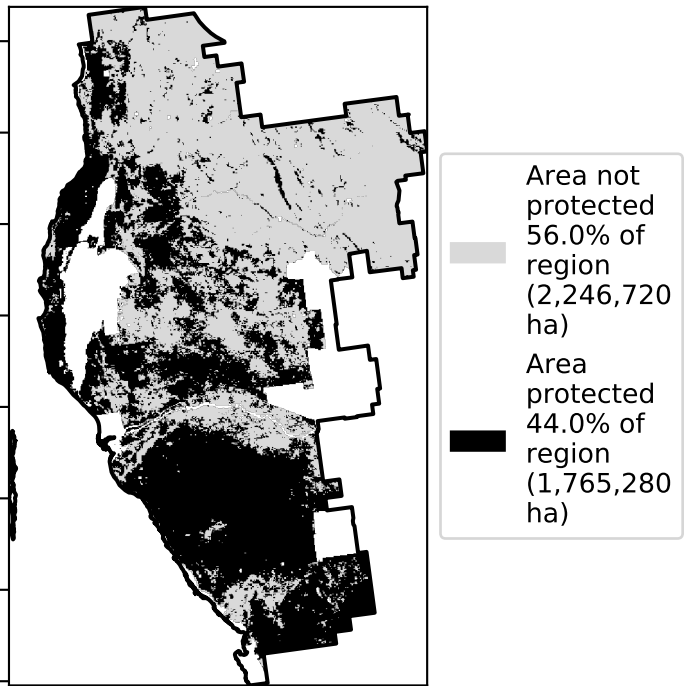 Area not
protected
56.0% of
region
(2,246,720
ha)
Area
protected
44.0% of
region
(1,765,280
ha)